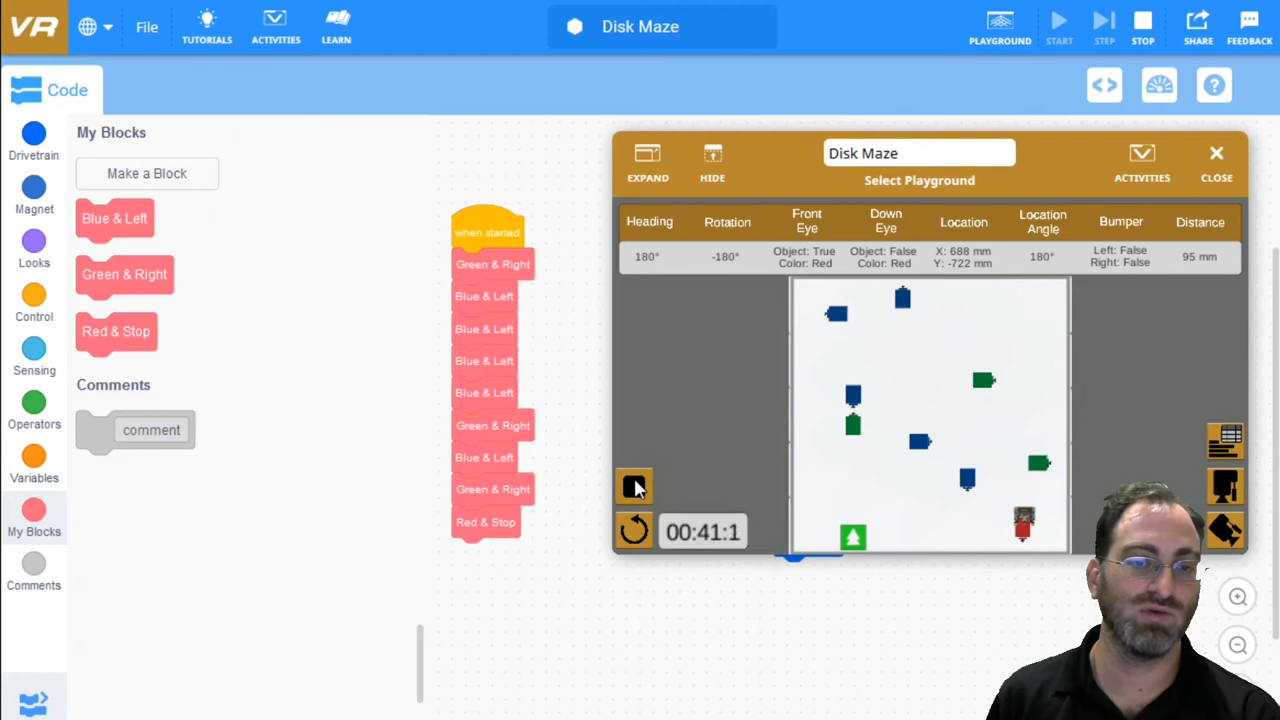 VR
File
TUTORIALS
ACTIVITIES
LEARN
Disk Maze
PLAYGROUND
START
STEP
STOP
SHARE
FEEDBACK
Code
Drivetrain
Magnet
Looks
Control
Sensing
Operators
Variables
My Blocks
Comments
My Blocks
Make a Block
Blue & Left
Green & Right
Red & Stop
Comments
comment
when started
Green & Right
Blue & Left
Blue & Left
Blue & Left
Blue & Left
Green & Right
Blue & Left
Green & Right
Red & Stop
EXPAND
HIDE
Disk Maze
Select Playground
ACTIVITIES
CLOSE
Heading
Rotation
Front
Eye
Down
Eye
Location
Location
Angle
Bumper
Distance
180°
-180°
Object: True
Color: Red
Object: False
Color: Red
X: 688 mm
Y: -722 mm
180°
Left: False
Right: False
95 mm
00:41:1